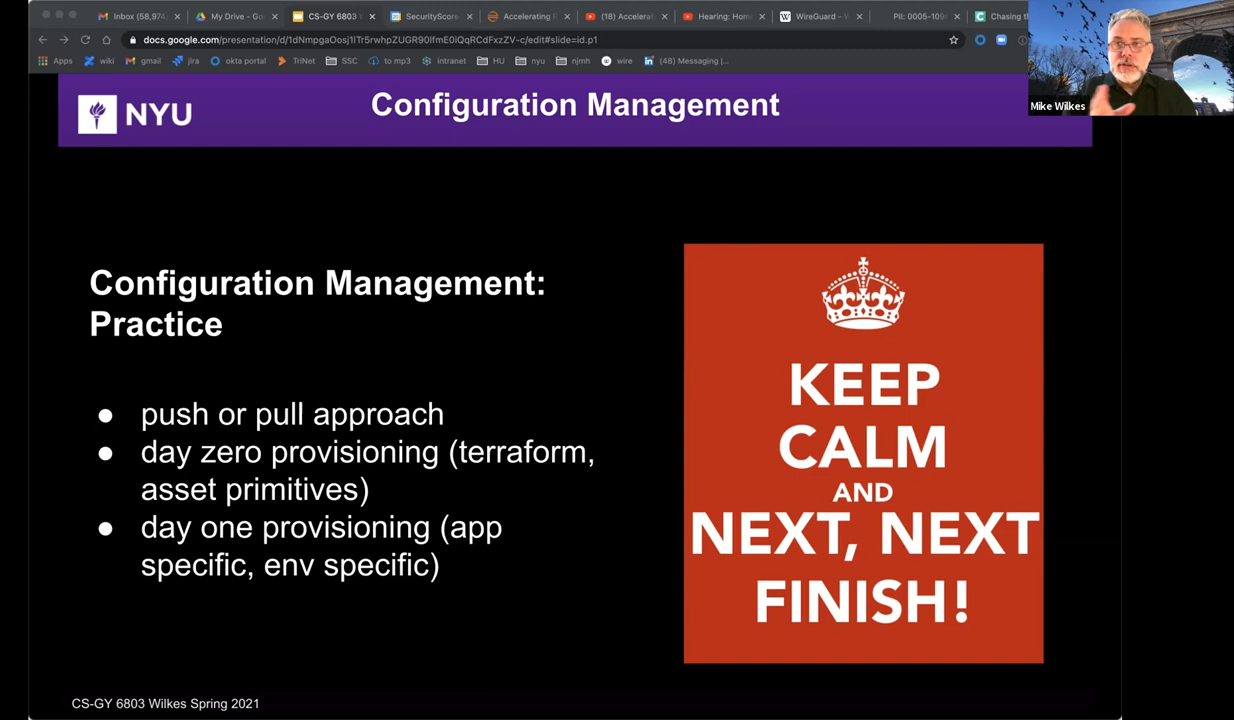 Inbox (58,974
My Drive - Go
CS-GY 6803 W
SecurityScore
Accelerating
(18) Accelerat
Hearing: Hom
WireGuard - W
PII: 0005-109
Chasing th
docs.google.com/presentation/d/1dNmpgaOosj1lTr5rwhpZUGR90lfmE0iQqRCdFxzZV-c/edit#slide=id.p1
Apps
wiki
gmail
jira
okta portal
TriNet
SSC
to mp3
intranet
HU
nyu
njmh
wire
(48) Messaging |...
Mike Wilkes
NYU
Configuration Management
Configuration Management:
Practice
● push or pull approach
● day zero provisioning (terraform,
asset primitives)
● day one provisioning (app
specific, env specific)
KEEP
CALM
AND
NEXT, NEXT
FINISH!
CS-GY 6803 Wilkes Spring 2021